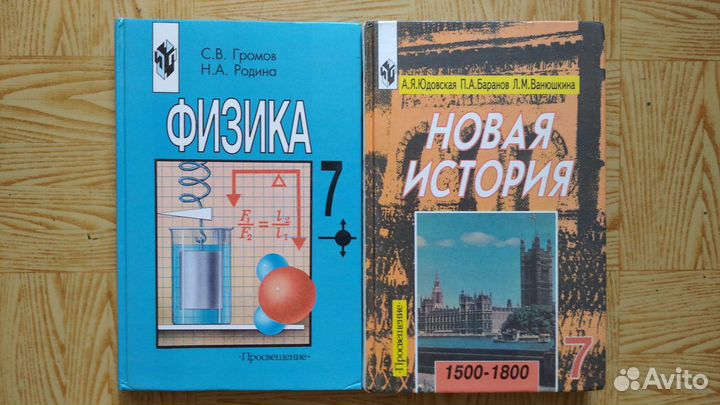 С.В. Громов
Н.А. Родина
ФИЗИКА
7
F₁/F₂ = l₂/l₁
·Просвещение·
А.Я.Юдовская П.А.Баранов Л.М.Ванюшкина
НОВАЯ
ИСТОРИЯ
·Просвещение·
7
1500-1800
Avito